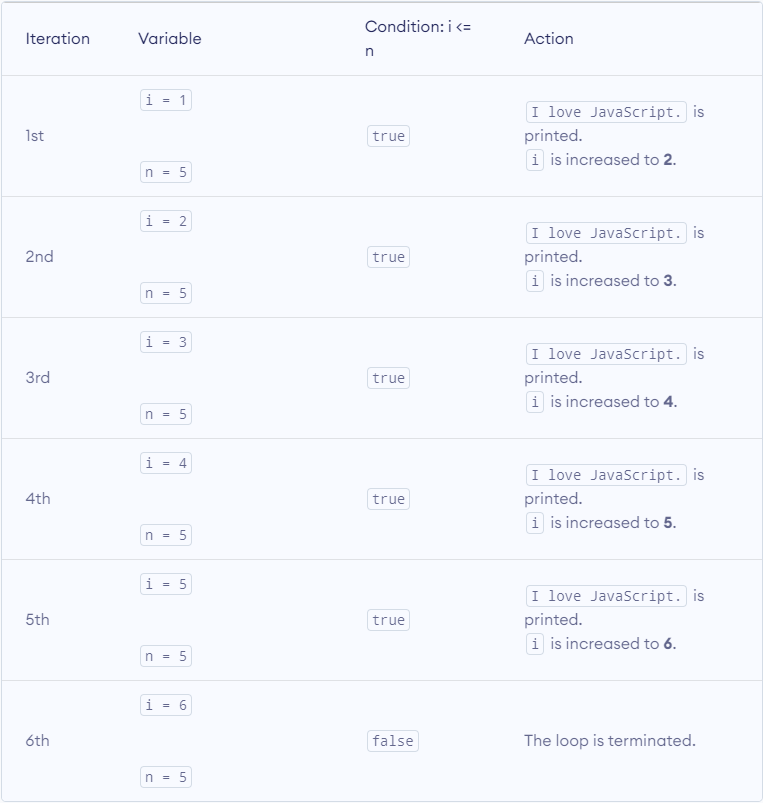 Iteration Variable Condition: i <= n Action
1st
i = 1
n = 5
true
I love JavaScript. is
printed.
i is increased to 2.
2nd
i = 2
n = 5
true
I love JavaScript. is
printed.
i is increased to 3.
3rd
i = 3
n = 5
true
I love JavaScript. is
printed.
i is increased to 4.
4th
i = 4
n = 5
true
I love JavaScript. is
printed.
i is increased to 5.
5th
i = 5
n = 5
true
I love JavaScript. is
printed.
i is increased to 6.
6th
i = 6
n = 5
false
The loop is terminated.